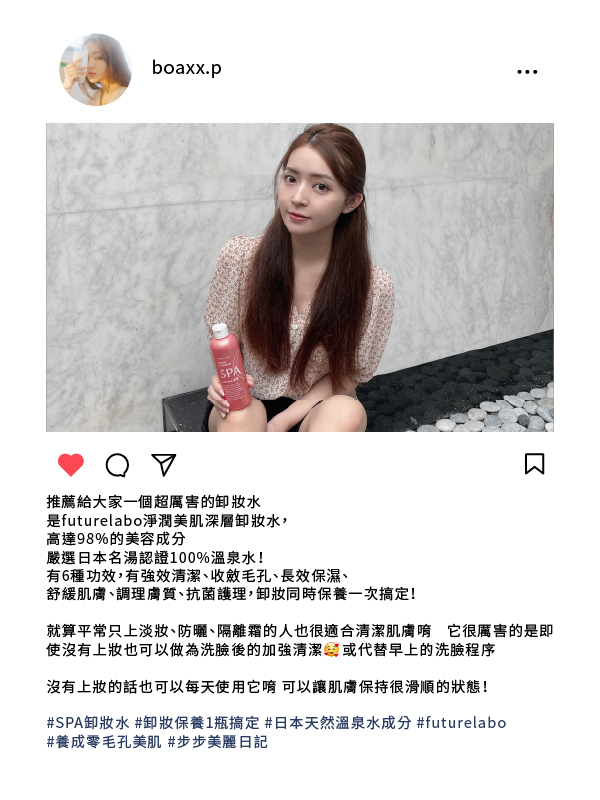 boaxx.p
SPA
推薦給大家一個超厲害的卸妝水
是futurelabo淨潤美肌深層卸妝水,
高達98%的美容成分
嚴選日本名湯認證100%溫泉水!
有6種功效,有強效清潔、收斂毛孔、長效保濕、
舒緩肌膚、調理膚質、抗菌護理,卸妝同時保養一次搞定!
就算平常只上淡妝、防曬、隔離霜的人也很適合清潔肌膚唷　它很厲害的是即
使沒有上妝也可以做為洗臉後的加強清潔🥰或代替早上的洗臉程序
沒有上妝的話也可以每天使用它唷 可以讓肌膚保持很滑順的狀態!
#SPA卸妝水 #卸妝保養1瓶搞定 #日本天然溫泉水成分 #futurelabo
#養成零毛孔美肌 #步步美麗日記